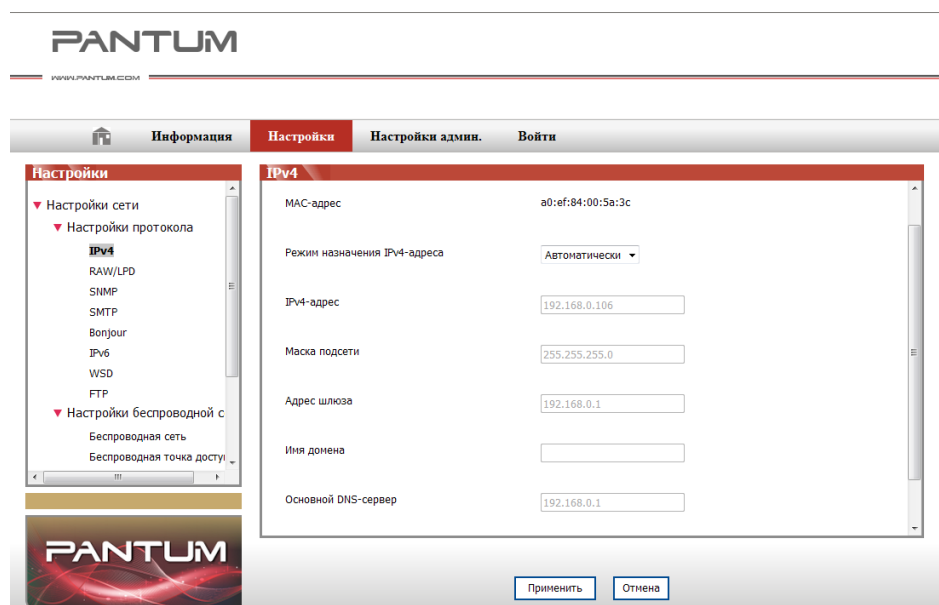 PANTUM
WWW.PANTUM.COM
Информация Настройки Настройки админ. Войти
Настройки
Настройки сети
Настройки протокола
IPv4
RAW/LPD
SNMP
SMTP
Bonjour
IPv6
WSD
FTP
Настройки беспроводной с
Беспроводная сеть
Беспроводная точка досту
PANTUM
IPv4
MAC-адрес a0:ef:84:00:5a:3c
Режим назначения IPv4-адреса Автоматически
IPv4-адрес 192.168.0.106
Маска подсети 255.255.255.0
Адрес шлюза 192.168.0.1
Имя домена
Основной DNS-сервер 192.168.0.1
Применить Отмена